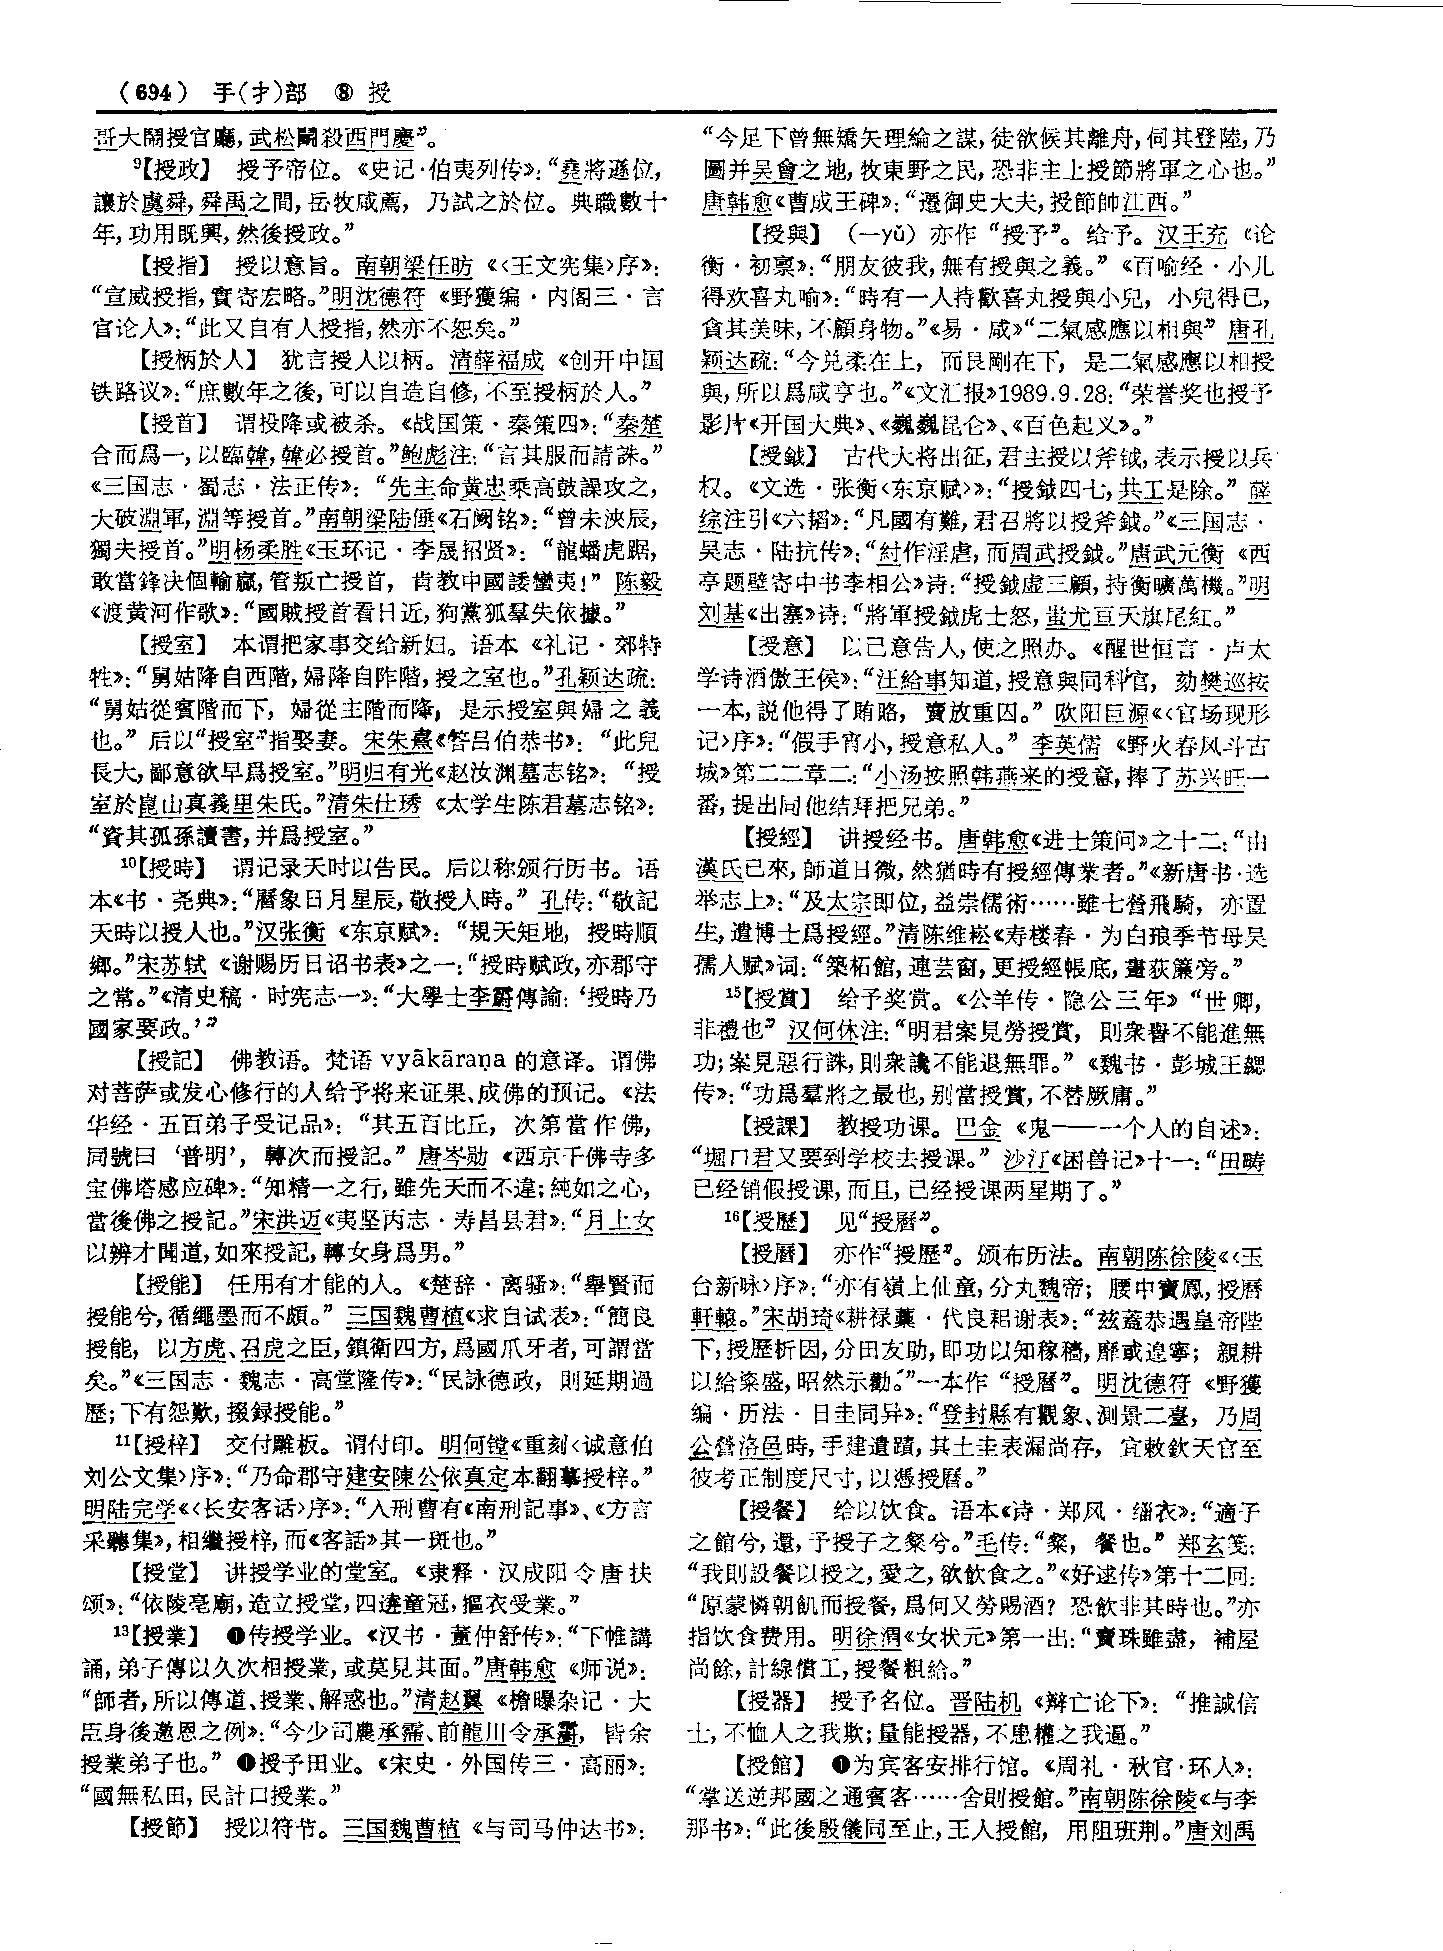 （694） 手(扌)部 ⑧ 授
哥大鬧授官廳,武松鬭殺西門慶”。
9【授政】 授予帝位。《史记·伯夷列传》:“堯將遜位,
讓於虞舜,舜禹之間,岳牧咸薦, 乃試之於位。典職數十
年,功用既興,然後授政。”
【授指】 授以意旨。南朝梁任昉《〈王文宪集〉序》:
“宣威授指,實寄宏略。”明沈德符《野獲编·内阁三·言
官论人》:“此又自有人授指,然亦不恕矣。”
【授柄於人】 犹言授人以柄。清薛福成《创开中国
铁路议》:“庶數年之後,可以自造自修,不至授柄於人。”
【授首】 谓投降或被杀。《战国策·秦策四》:“秦楚
合而爲一,以臨韓,韓必授首。”鲍彪注:“言其服而請誅。”
《三国志·蜀志·法正传》: “先主命黄忠乘高鼓譟攻之,
大破淵軍,淵等授首。”南朝梁陆倕《石阙铭》:“曾未浹辰,
獨夫授首。”明杨柔胜《玉环记·李晟招贤》: “龍蟠虎踞,
敢當鋒决個輸贏,管叛亡授首, 肯教中國諉蠻夷!” 陈毅
《渡黄河作歌》:“國賊授首看日近,狗黨狐羣失依據。”
【授室】 本谓把家事交给新妇。语本《礼记·郊特
牲》:“舅姑降自西階,婦降自阼階,授之室也。”孔颖达疏:
“舅姑從賓階而下, 婦從主階而降, 是示授室與婦之義
也。” 后以“授室”指娶妻。宋朱熹《答吕伯恭书》: “此兒
長大,鄙意欲早爲授室。”明归有光《赵汝渊墓志铭》: “授
室於崑山真義里朱氏。”清朱仕琇《太学生陈君墓志铭》:
“資其孤孫讀書,并爲授室。”
10【授時】 谓记录天时以告民。后以称颁行历书。语
本《书·尧典》:“曆象日月星辰,敬授人時。” 孔传:“敬記
天時以授人也。”汉张衡《东京赋》: “規天矩地, 授時順
鄉。”宋苏轼《谢赐历日诏书表》之一:“授時赋政,亦郡守
之常。”《清史稿·时宪志一》:“大學士李霨傳諭: ‘授時乃
國家要政。’”
【授記】 佛教语。梵语 vyākāraṇa 的意译。谓佛
对菩萨或发心修行的人给予将来证果、成佛的预记。《法
华经·五百弟子受记品》: “其五百比丘, 次第當作佛,
同號曰 ‘普明’, 轉次而授記。” 唐岑勋《西京千佛寺多
宝佛塔感应碑》:“知精一之行,雖先天而不違;純如之心,
當後佛之授記。”宋洪迈《夷坚丙志·寿昌县君》:“月上女
以辨才聞道,如來授記,轉女身爲男。”
【授能】 任用有才能的人。《楚辞·离骚》:“舉賢而
授能兮,循繩墨而不頗。” 三国魏曹植《求自试表》:“簡良
授能, 以方虎、召虎之臣,鎮衛四方,爲國爪牙者,可謂當
矣。”《三国志·魏志·高堂隆传》:“民詠德政, 則延期過
歷;下有怨歎,掇録授能。”
11【授梓】 交付雕板。谓付印。明何镗《重刻〈诚意伯
刘公文集〉序》:“乃命郡守建安陳公依真定本翻摹授梓。”
明陆完学《〈长安客话〉序》:“入刑曹有《南刑記事》、《方言
采聽集》,相繼授梓,而《客話》其一斑也。”
【授堂】 讲授学业的堂室。《隶释·汉成阳令唐扶
颂》:“依陵亳廟,造立授堂,四遠童冠,摳衣受業。”
13【授業】 ❶传授学业。《汉书·董仲舒传》:“下帷講
誦,弟子傳以久次相授業,或莫見其面。”唐韩愈《师说》:
“師者,所以傳道、授業、解惑也。”清赵翼《檐曝杂记·大
臣身後邀恩之例》:“今少司農承霈、前龍川令承霨, 皆余
授業弟子也。” ❶授予田业。《宋史·外国传三·高丽》:
“國無私田,民計口授業。”
【授節】 授以符节。三国魏曹植《与司马仲达书》:
“今足下曾無矯矢理綸之謀,徒欲候其離舟,伺其登陸,乃
圖并吴會之地,牧東野之民,恐非主上授節將軍之心也。”
唐韩愈《曹成王碑》:“遷御史大夫,授節帥江西。”
【授與】（—yǔ）亦作“授予”。给予。汉王充《论
衡·初禀》:“朋友彼我,無有授與之義。”《百喻经·小儿
得欢喜丸喻》:“時有一人持歡喜丸授與小兒, 小兒得已,
貪其美味,不顧身物。”《易·咸》“二氣感應以相與” 唐孔
颖达疏:“今兑柔在上, 而艮剛在下, 是二氣感應以相授
與,所以爲咸亨也。”《文汇报》1989.9.28:“荣誉奖也授予
影片《开国大典》、《巍巍昆仑》、《百色起义》。”
【授鉞】 古代大将出征,君主授以斧钺,表示授以兵
权。《文选·张衡〈东京赋〉》:“授鉞四七,共工是除。” 薛
综注引《六韬》:“凡國有難,君召將以授斧鉞。”《三国志·
吴志·陆抗传》:“紂作淫虐,而周武授鉞。”唐武元衡《西
亭题壁寄中书李相公》诗:“授鉞虚三顧,持衡曠萬機。”明
刘基《出塞》诗:“將軍授鉞虎士怒,蚩尤亘天旗尾紅。”
【授意】 以己意告人,使之照办。《醒世恒言·卢太
学诗酒傲王侯》:“汪給事知道,授意與同科官, 劾樊巡按
一本,説他得了賄賂, 賣放重囚。” 欧阳巨源《〈官场现形
记〉序》:“假手宵小,授意私人。” 李英儒《野火春风斗古
城》第二二章二:“小汤按照韩燕来的授意,捧了苏兴旺一
番,提出同他结拜把兄弟。”
【授經】 讲授经书。唐韩愈《进士策问》之十二:“由
漢氏已來,師道日微,然猶時有授經傳業者。”《新唐书·选
举志上》:“及太宗即位,益崇儒術……雖七營飛騎, 亦置
生,遣博士爲授經。”清陈维崧《寿楼春·为白琅季节母吴
孺人赋》词:“築柘館,連芸窗,更授經帳底,畫荻簾旁。”
15【授賞】 给予奖赏。《公羊传·隐公三年》“世卿,
非禮也” 汉何休注:“明君案見勞授賞, 則衆譽不能進無
功;案見惡行誅,則衆讒不能退無罪。”《魏书·彭城王勰
传》:“功爲羣將之最也,别當授賞,不替厥庸。”
【授課】 教授功课。巴金《鬼——一个人的自述》:
“堀口君又要到学校去授课。” 沙汀《困兽记》十一:“田畴
已经销假授课,而且,已经授课两星期了。”
16【授歷】 见“授曆”。
【授曆】 亦作“授歷”。颁布历法。南朝陈徐陵《〈玉
台新咏〉序》:“亦有嶺上仙童,分丸魏帝; 腰中寶鳳,授曆
軒轅。”宋胡琦《耕禄藁·代良耜谢表》:“兹蓋恭遇皇帝陛
下,授歷析因,分田友助,即功以知稼穡,靡或遑寧; 親耕
以給粢盛,昭然示勸。”一本作“授曆”。明沈德符《野獲
编·历法·日圭同异》:“登封縣有觀象、測景二臺, 乃周
公營洛邑時,手建遺蹟,其土圭表漏尚存, 宜敕欽天官至
彼考正制度尺寸,以憑授曆。”
【授餐】 给以饮食。语本《诗·郑风·缁衣》:“適子
之館兮,還,予授子之粲兮。”毛传:“粲, 餐也。” 郑玄笺:
“我則設餐以授之,愛之,欲飲食之。”《好逑传》第十二回:
“原蒙憐朝飢而授餐,爲何又勞賜酒? 恐飲非其時也。”亦
指饮食费用。明徐渭《女状元》第一出:“賣珠雖盡, 補屋
尚餘,計線償工,授餐粗給。”
【授器】 授予名位。晋陆机《辩亡论下》: “推誠信
士,不恤人之我欺;量能授器,不患權之我逼。”
【授館】 ❶为宾客安排行馆。《周礼·秋官·环人》:
“掌送逆邦國之通賓客……舍則授館。”南朝陈徐陵《与李
那书》:“此後殷儀同至止,王人授館, 用阻班荆。”唐刘禹